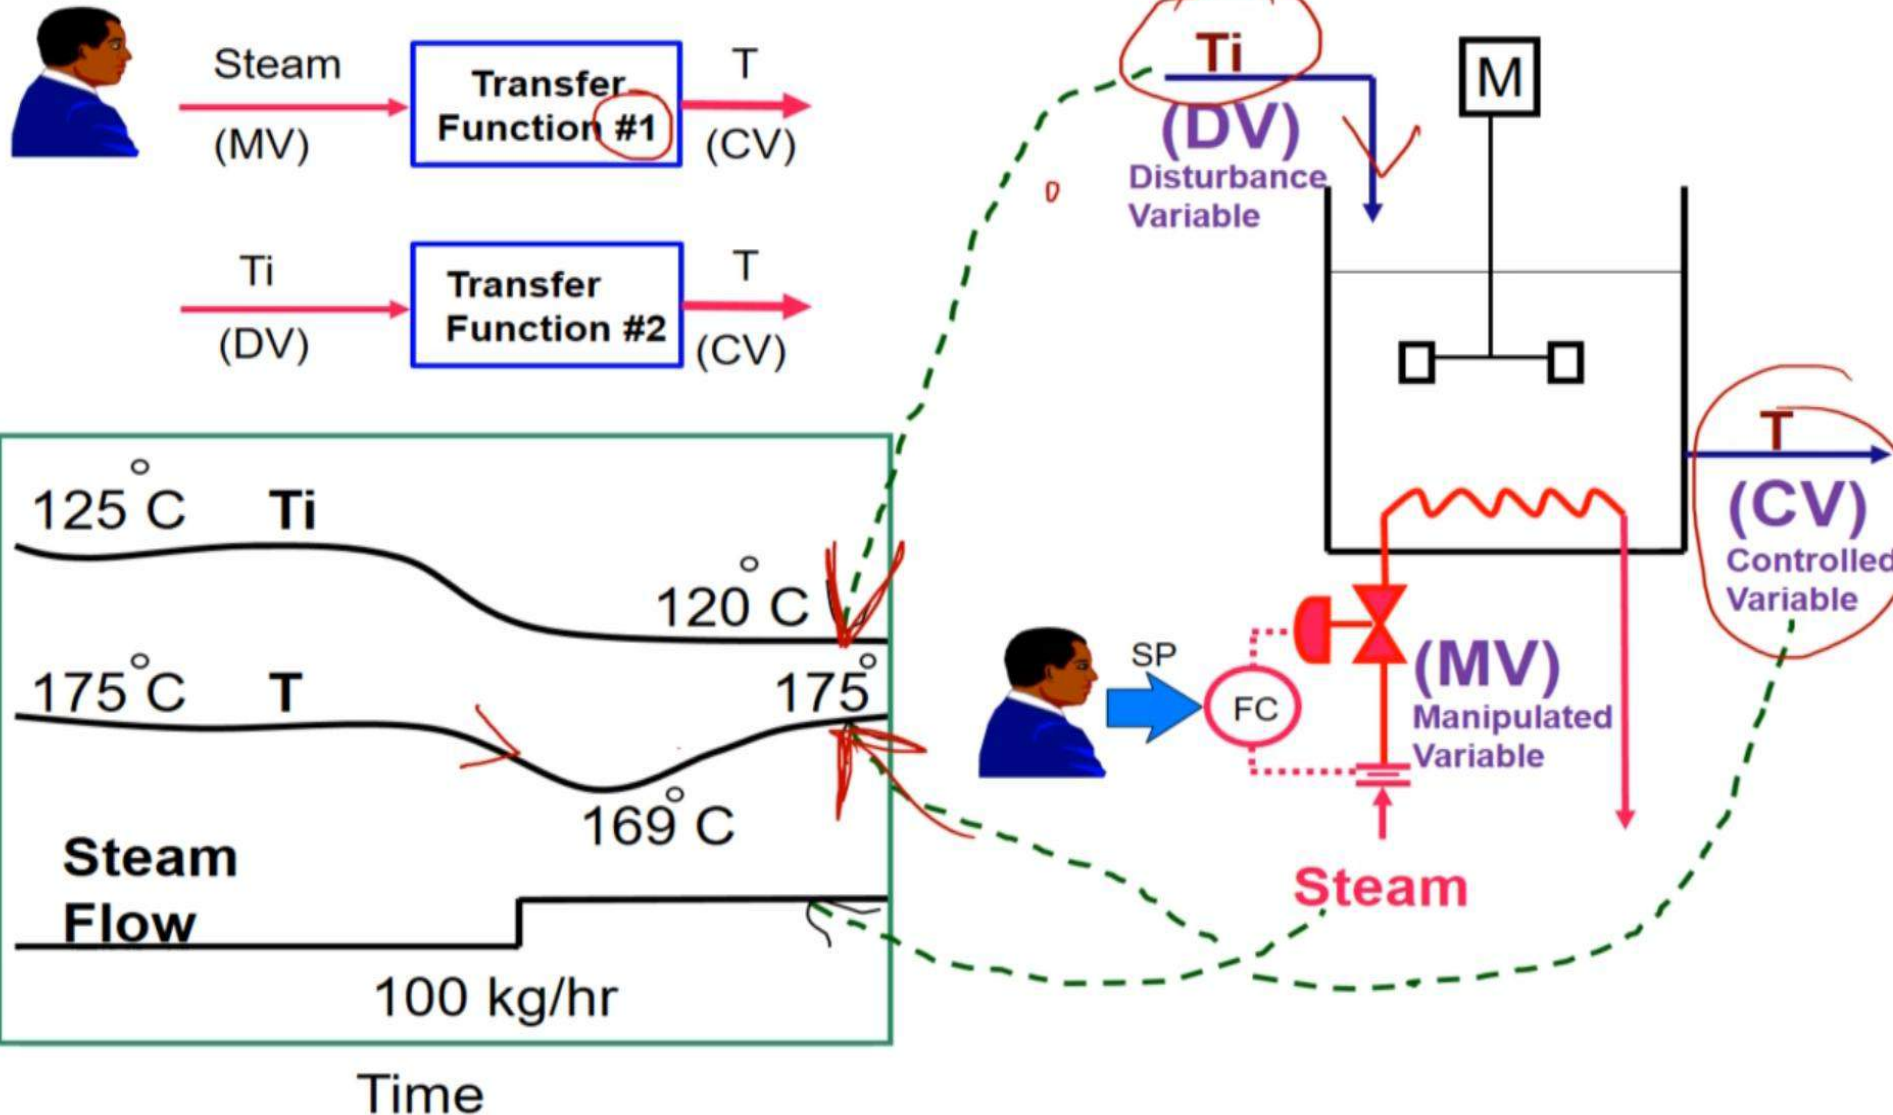 Steam
(MV)
Transfer
Function #1
T
(CV)
Ti
(DV)
Transfer
Function #2
T
(CV)
125°C
Ti
120°C
175°C
T
175°
169°C
Steam
Flow
100 kg/hr
Time
Ti
(DV)
Disturbance
Variable
M
T
(CV)
Controlled
Variable
SP
FC
(MV)
Manipulated
Variable
Steam